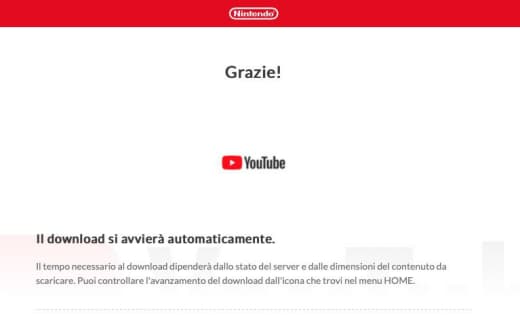 Nintendo
Grazie!
YouTube
Il download si avvierà automaticamente.
Il tempo necessario al download dipenderà dallo stato del server e dalle dimensioni del contenuto da
scaricare. Puoi controllare l'avanzamento del download dall'icona che trovi nel menu HOME.